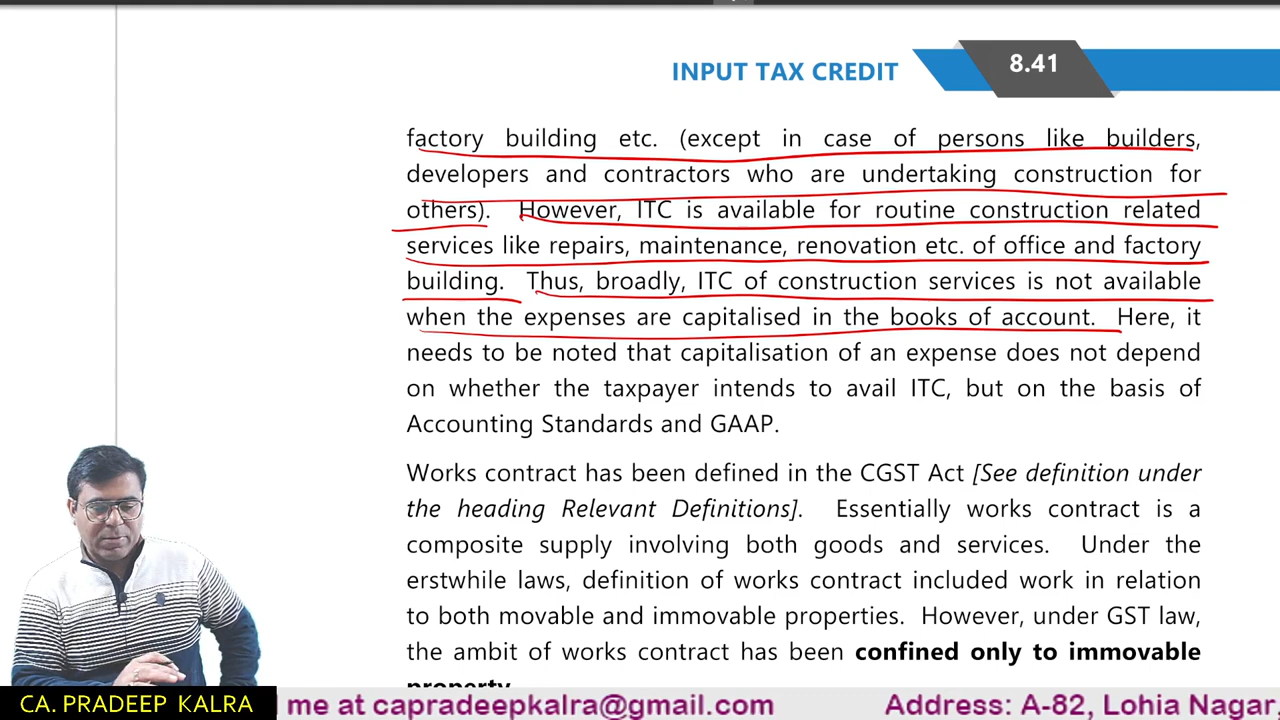 INPUT TAX CREDIT 8.41
factory building etc. (except in case of persons like builders,
developers and contractors who are undertaking construction for
others). However, ITC is available for routine construction related
services like repairs, maintenance, renovation etc. of office and factory
building. Thus, broadly, ITC of construction services is not available
when the expenses are capitalised in the books of account. Here, it
needs to be noted that capitalisation of an expense does not depend
on whether the taxpayer intends to avail ITC, but on the basis of
Accounting Standards and GAAP.
Works contract has been defined in the CGST Act [See definition under
the heading Relevant Definitions]. Essentially works contract is a
composite supply involving both goods and services. Under the
erstwhile laws, definition of works contract included work in relation
to both movable and immovable properties. However, under GST law,
the ambit of works contract has been confined only to immovable
property
CA. PRADEEP KALRA me at capradeepkalra@gmail.com Address: A-82, Lohia Nagar,